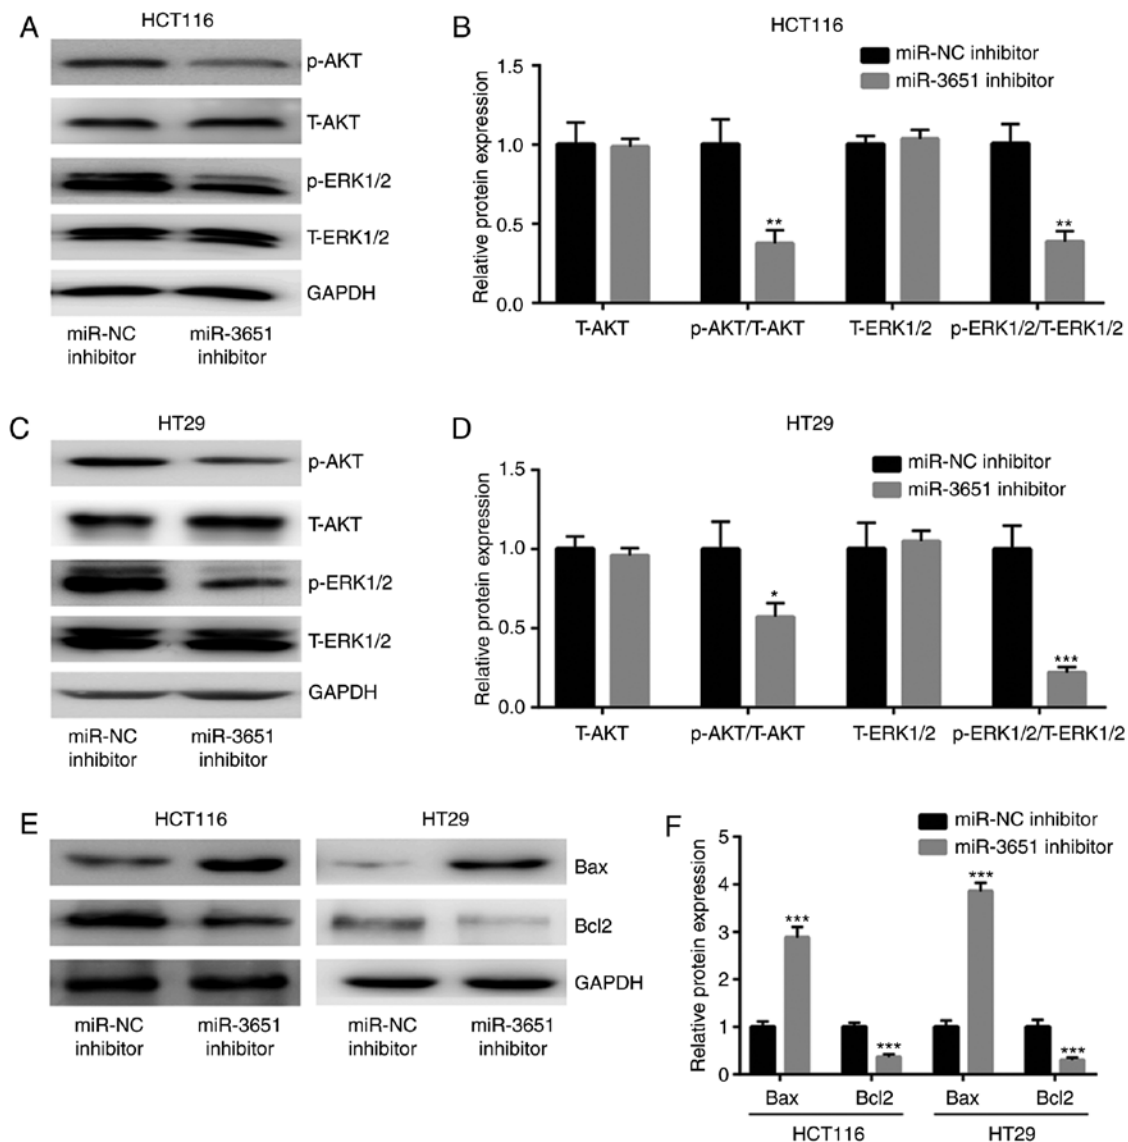 A
HCT116
p-AKT
T-AKT
p-ERK1/2
T-ERK1/2
GAPDH
miR-NC inhibitor
miR-3651 inhibitor
B
HCT116
miR-NC inhibitor
miR-3651 inhibitor
Relative protein expression
1.5
1.0
0.5
0.0
**
**
T-AKT
p-AKT/T-AKT
T-ERK1/2
p-ERK1/2/T-ERK1/2
C
HT29
p-AKT
T-AKT
p-ERK1/2
T-ERK1/2
GAPDH
miR-NC inhibitor
miR-3651 inhibitor
D
HT29
miR-NC inhibitor
miR-3651 inhibitor
Relative protein expression
1.5
1.0
0.5
0.0
*
***
T-AKT
p-AKT/T-AKT
T-ERK1/2
p-ERK1/2/T-ERK1/2
E
HCT116
HT29
Bax
Bcl2
GAPDH
miR-NC inhibitor
miR-3651 inhibitor
miR-NC inhibitor
miR-3651 inhibitor
F
miR-NC inhibitor
miR-3651 inhibitor
Relative protein expression
5
4
3
2
1
0
***
***
***
***
Bax
Bcl2
Bax
Bcl2
HCT116
HT29